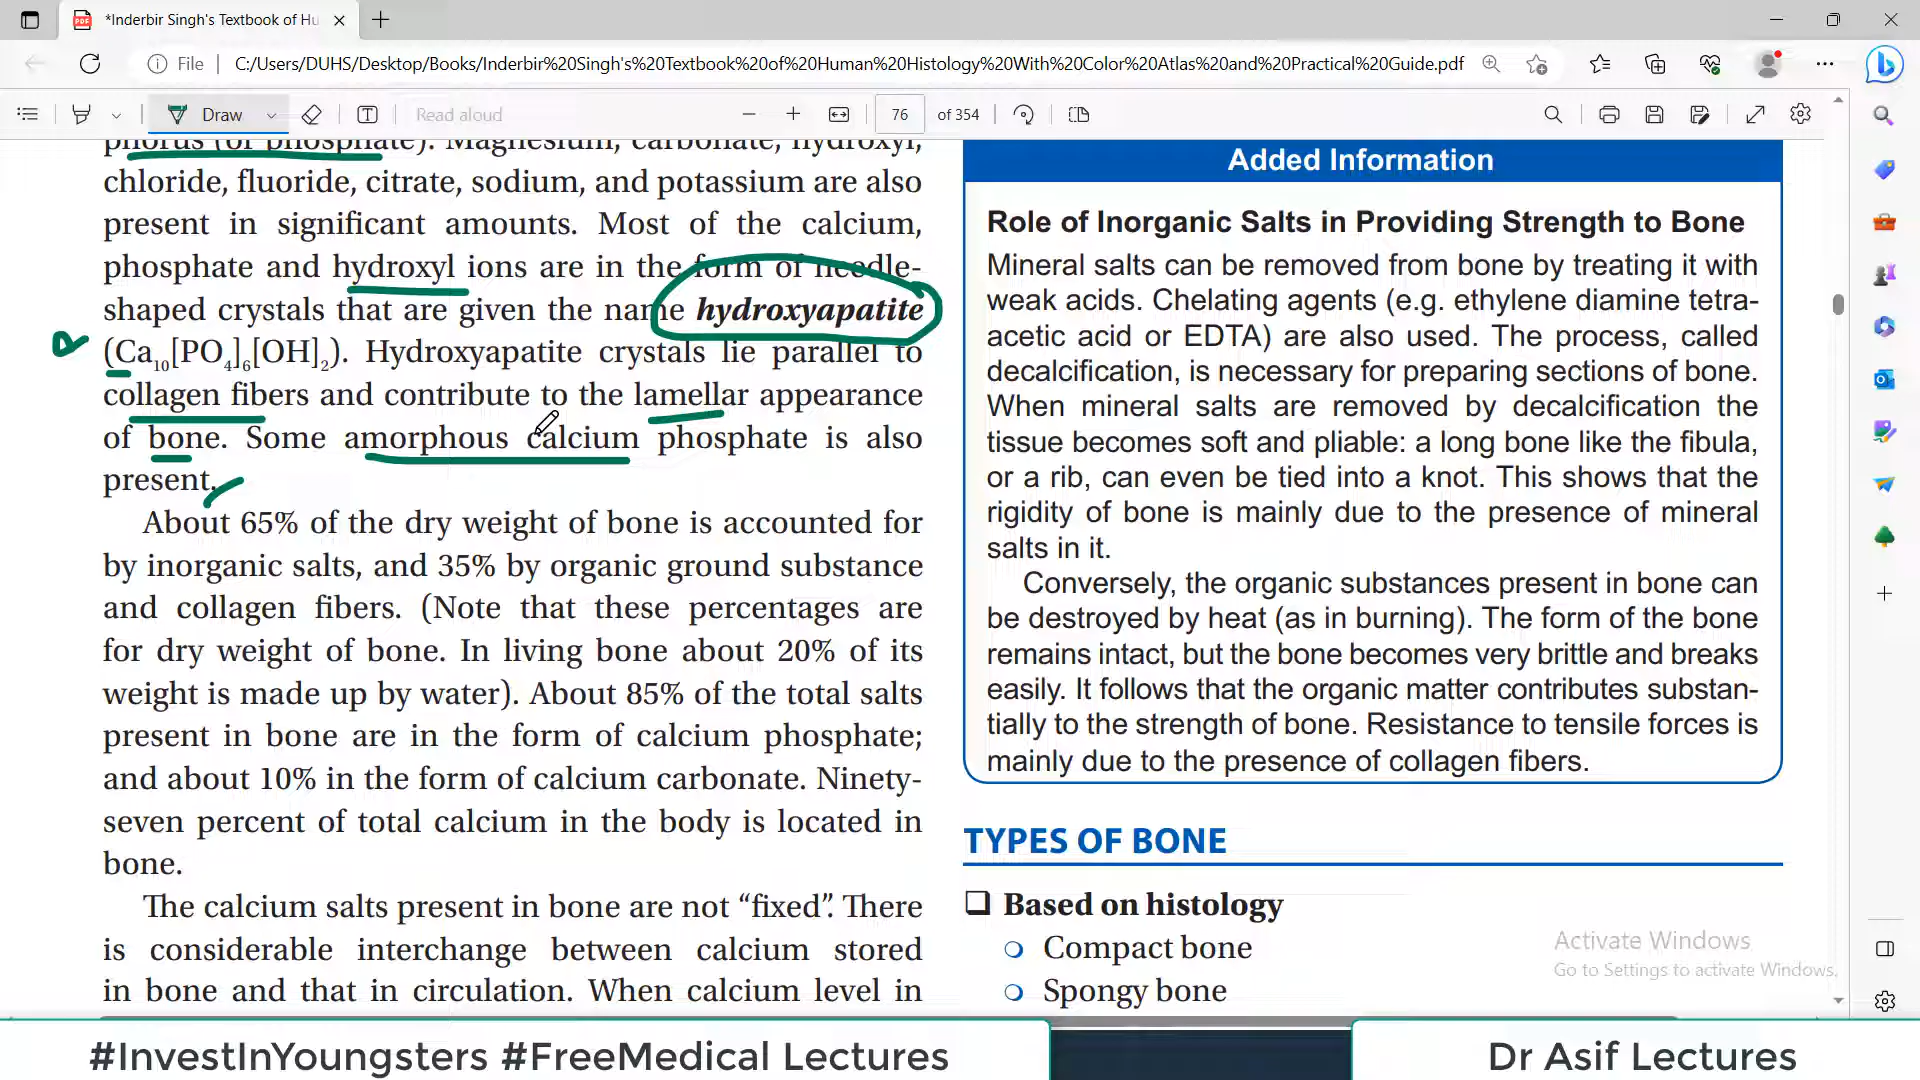 *Inderbir Singh's Textbook of Hu
File
C:/Users/DUHS/Desktop/Books/Inderbir%20Singh's%20Textbook%20of%20Human%20Histology%20With%20Color%20Atlas%20and%20Practical%20Guide.pdf
Draw
Read aloud
76
of 354
phorus (or phosphate). Magnesium, carbonate, hydroxyl,
chloride, fluoride, citrate, sodium, and potassium are also
present in significant amounts. Most of the calcium,
phosphate and hydroxyl ions are in the form of needle-
shaped crystals that are given the name hydroxyapatite
(Ca10[PO4]6[OH]2). Hydroxyapatite crystals lie parallel to
collagen fibers and contribute to the lamellar appearance
of bone. Some amorphous calcium phosphate is also
present.
About 65% of the dry weight of bone is accounted for
by inorganic salts, and 35% by organic ground substance
and collagen fibers. (Note that these percentages are
for dry weight of bone. In living bone about 20% of its
weight is made up by water). About 85% of the total salts
present in bone are in the form of calcium phosphate;
and about 10% in the form of calcium carbonate. Ninety-
seven percent of total calcium in the body is located in
bone.
The calcium salts present in bone are not “fixed”. There
is considerable interchange between calcium stored
in bone and that in circulation. When calcium level in
Added Information
Role of Inorganic Salts in Providing Strength to Bone
Mineral salts can be removed from bone by treating it with
weak acids. Chelating agents (e.g. ethylene diamine tetra-
acetic acid or EDTA) are also used. The process, called
decalcification, is necessary for preparing sections of bone.
When mineral salts are removed by decalcification the
tissue becomes soft and pliable: a long bone like the fibula,
or a rib, can even be tied into a knot. This shows that the
rigidity of bone is mainly due to the presence of mineral
salts in it.
Conversely, the organic substances present in bone can
be destroyed by heat (as in burning). The form of the bone
remains intact, but the bone becomes very brittle and breaks
easily. It follows that the organic matter contributes substan-
tially to the strength of bone. Resistance to tensile forces is
mainly due to the presence of collagen fibers.
TYPES OF BONE
Based on histology
Compact bone
Spongy bone
Activate Windows
Go to Settings to activate Windows.
#InvestInYoungsters #FreeMedical Lectures
Dr Asif Lectures